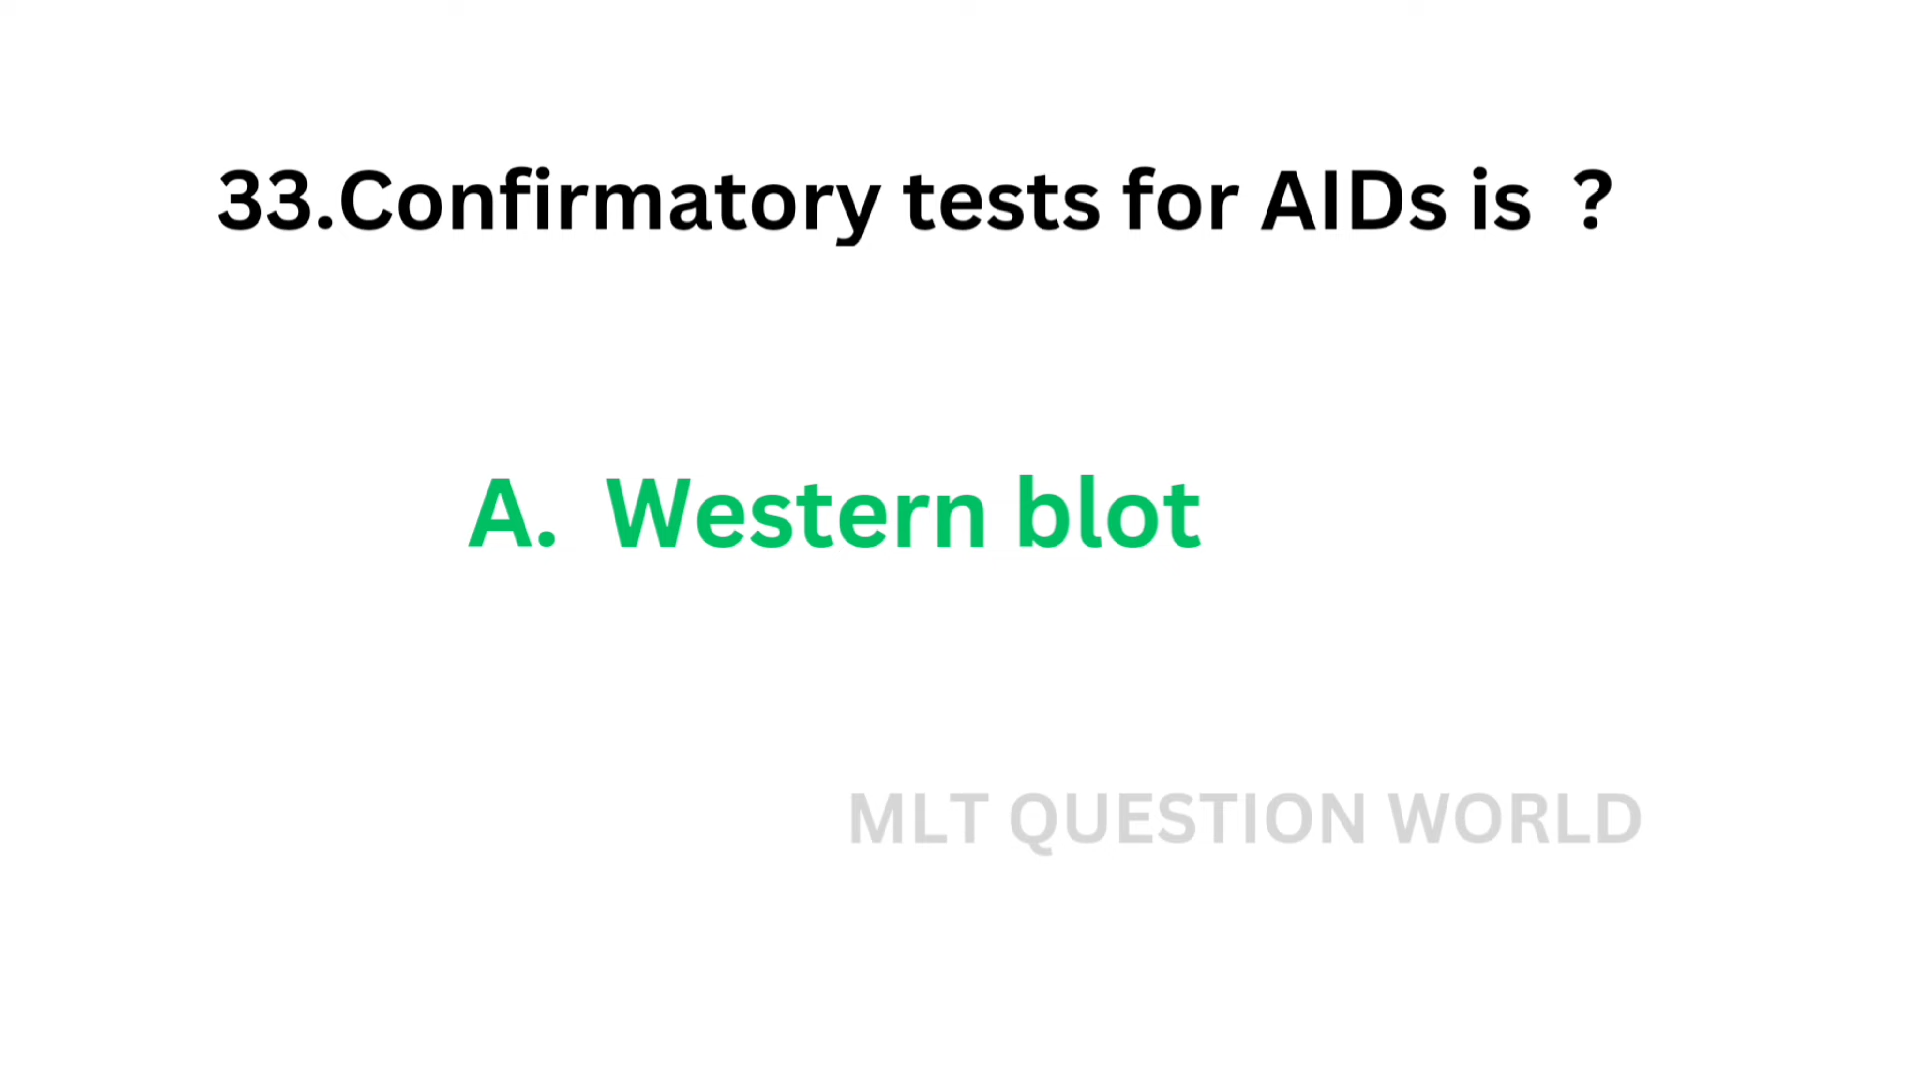 33.Confirmatory tests for AIDs is ?
A. Western blot
MLT QUESTION WORLD